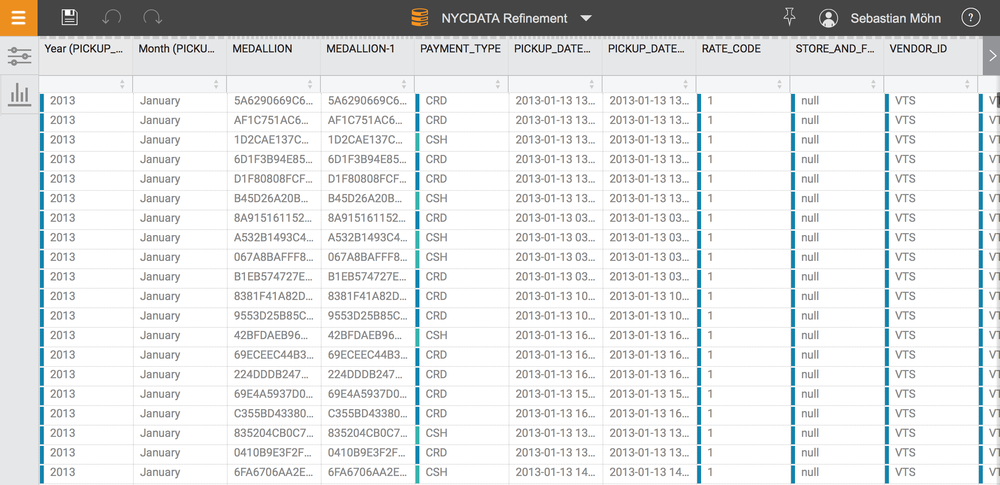 NYCDATA Refinement Sebastian Möhn ?
Year (PICKUP_... Month (PICKU... MEDALLION MEDALLION-1 PAYMENT_TYPE PICKUP_DATE... PICKUP_DATE... RATE_CODE STORE_AND_F... VENDOR_ID
2013 January 5A6290669C6... 5A6290669C6... CRD 2013-01-13 13... 2013-01-13 13... 1 null VTS
2013 January AF1C751AC6... AF1C751AC6... CRD 2013-01-13 13... 2013-01-13 13... 1 null VTS
2013 January 1D2CAE137C... 1D2CAE137C... CSH 2013-01-13 13... 2013-01-13 13... 1 null VTS
2013 January 6D1F3B94E85... 6D1F3B94E85... CRD 2013-01-13 13... 2013-01-13 13... 1 null VTS
2013 January D1F80808FCF... D1F80808FCF... CRD 2013-01-13 13... 2013-01-13 13... 1 null VTS
2013 January B45D26A20B... B45D26A20B... CSH 2013-01-13 13... 2013-01-13 13... 1 null VTS
2013 January 8A915161152... 8A915161152... CRD 2013-01-13 03... 2013-01-13 03... 1 null VTS
2013 January A532B1493C4... A532B1493C4... CSH 2013-01-13 03... 2013-01-13 03... 1 null VTS
2013 January 067A8BAFFF8... 067A8BAFFF8... CSH 2013-01-13 03... 2013-01-13 03... 1 null VTS
2013 January B1EB574727E... B1EB574727E... CRD 2013-01-13 03... 2013-01-13 03... 1 null VTS
2013 January 8381F41A82D... 8381F41A82D... CRD 2013-01-13 10... 2013-01-13 10... 1 null VTS
2013 January 9553D25B85C... 9553D25B85C... CRD 2013-01-13 10... 2013-01-13 10... 1 null VTS
2013 January 42BFDAEB96... 42BFDAEB96... CSH 2013-01-13 16... 2013-01-13 16... 1 null VTS
2013 January 69ECEEC44B3... 69ECEEC44B3... CRD 2013-01-13 16... 2013-01-13 16... 1 null VTS
2013 January 224DDDB247... 224DDDB247... CRD 2013-01-13 16... 2013-01-13 16... 1 null VTS
2013 January 69E4A5937D0... 69E4A5937D0... CRD 2013-01-13 15... 2013-01-13 15... 1 null VTS
2013 January C355BD43380... C355BD43380... CRD 2013-01-13 16... 2013-01-13 16... 1 null VTS
2013 January 835204CB0C7... 835204CB0C7... CSH 2013-01-13 13... 2013-01-13 13... 1 null VTS
2013 January 0410B9E3F2F... 0410B9E3F2F... CRD 2013-01-13 13... 2013-01-13 13... 1 null VTS
2013 January 6FA6706AA2E... 6FA6706AA2E... CSH 2013-01-13 14... 2013-01-13 14... 1 null VTS